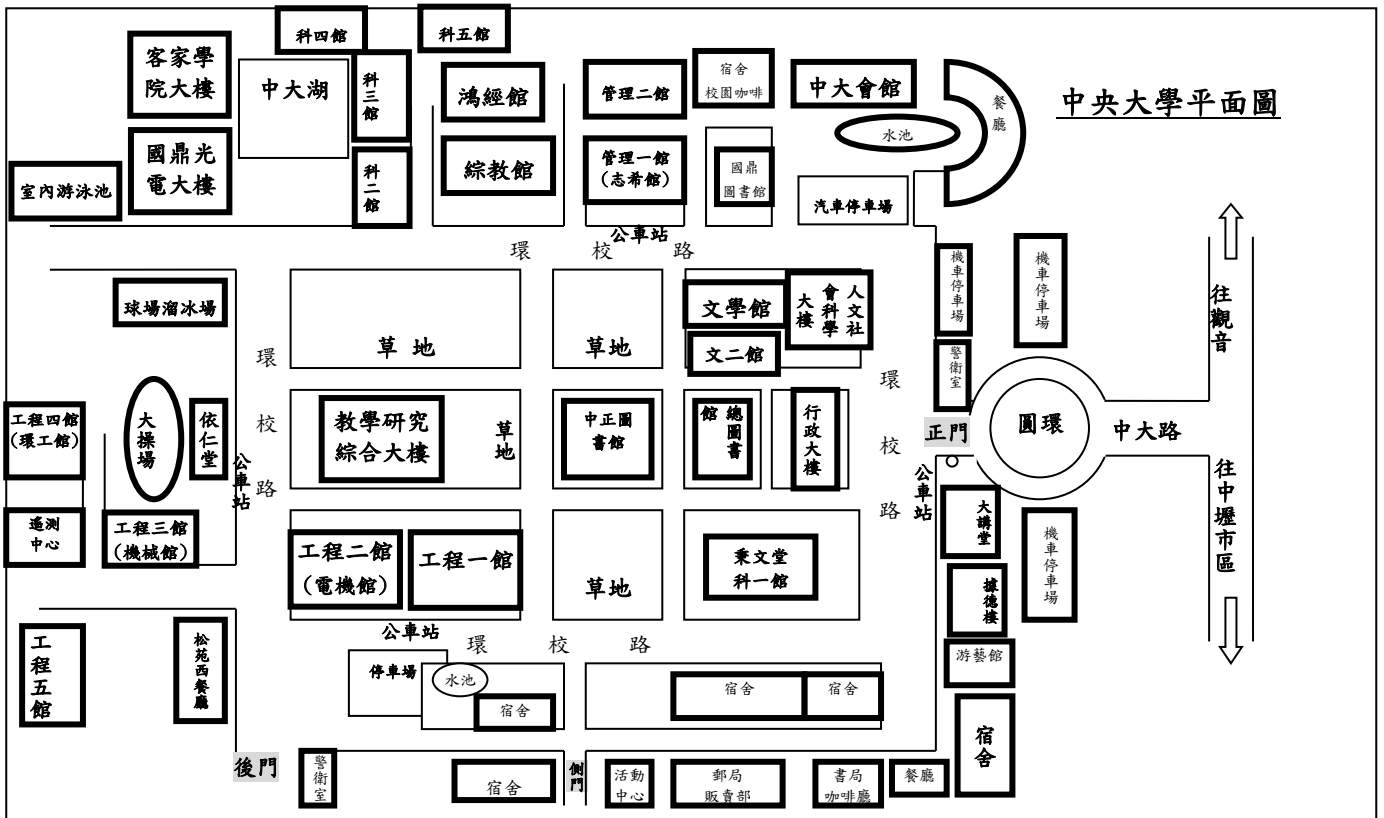 中央大學平面圖
科四館
科五館
客家學
院大樓
中大湖
科三館
鴻經館
管理二館
宿舍
校園咖啡
中大會館
餐廳
水池
國鼎光
電大樓
科二館
綜教館
管理一館
(志希館)
國鼎
圖書館
室內游泳池
汽車停車場
公車站
環校路
機車停車場
機車停車場
往觀音
球場溜冰場
草地
草地
文學館
人文社
會科學
大樓
文二館
警衛室
環校路
環校路
工程四館
(環工館)
大操場
依仁堂
公車站
教學研究
綜合大樓
草地
中正圖
書館
總圖書
館
行政大樓
正門
圓環
中大路
公車站
往中壢市區
遙測
中心
工程三館
(機械館)
工程二館
(電機館)
工程一館
草地
秉文堂
科一館
大講堂
機車停車場
據德樓
公車站
環校路
工程五館
松苑西餐廳
停車場
水池
宿舍
宿舍
宿舍
游藝館
宿舍
後門
警衛室
宿舍
側門
活動
中心
郵局
販賣部
書局
咖啡廳
餐廳